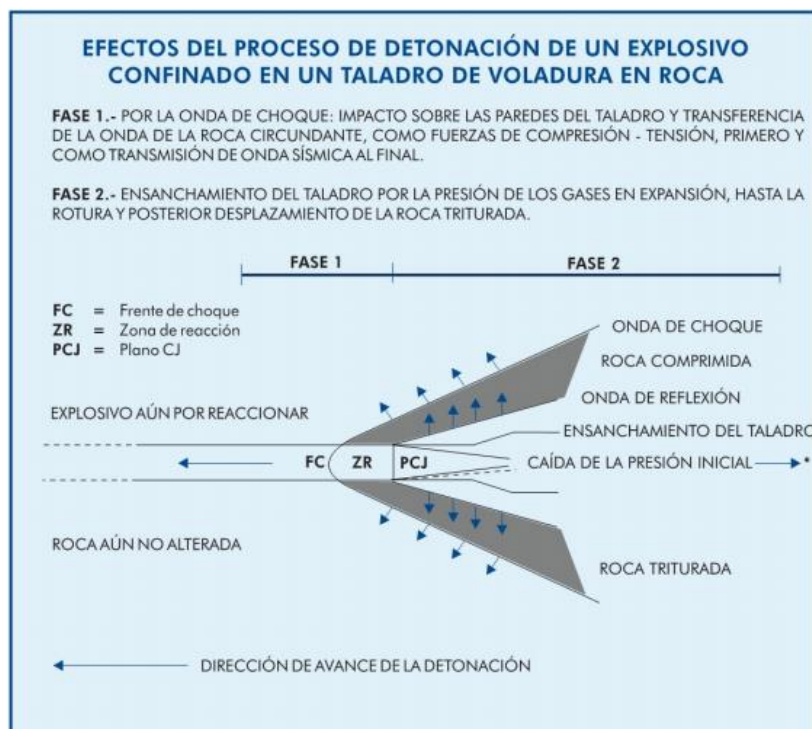 EFECTOS DEL PROCESO DE DETONACIÓN DE UN EXPLOSIVO
CONFINADO EN UN TALADRO DE VOLADURA EN ROCA
FASE 1.- POR LA ONDA DE CHOQUE: IMPACTO SOBRE LAS PAREDES DEL TALADRO Y TRANSFERENCIA
DE LA ONDA DE LA ROCA CIRCUNDANTE, COMO FUERZAS DE COMPRESIÓN - TENSIÓN, PRIMERO Y
COMO TRANSMISIÓN DE ONDA SÍSMICA AL FINAL.
FASE 2.- ENSANCHAMIENTO DEL TALADRO POR LA PRESIÓN DE LOS GASES EN EXPANSIÓN, HASTA LA
ROTURA Y POSTERIOR DESPLAZAMIENTO DE LA ROCA TRITURADA.
FASE 1
FASE 2
FC = Frente de choque
ZR = Zona de reacción
PCJ = Plano CJ
ONDA DE CHOQUE
ROCA COMPRIMIDA
ONDA DE REFLEXIÓN
EXPLOSIVO AÚN POR REACCIONAR
ENSANCHAMIENTO DEL TALADRO
FC ZR PCJ
CAÍDA DE LA PRESIÓN INICIAL
ROCA AÚN NO ALTERADA
ROCA TRITURADA
DIRECCIÓN DE AVANCE DE LA DETONACIÓN